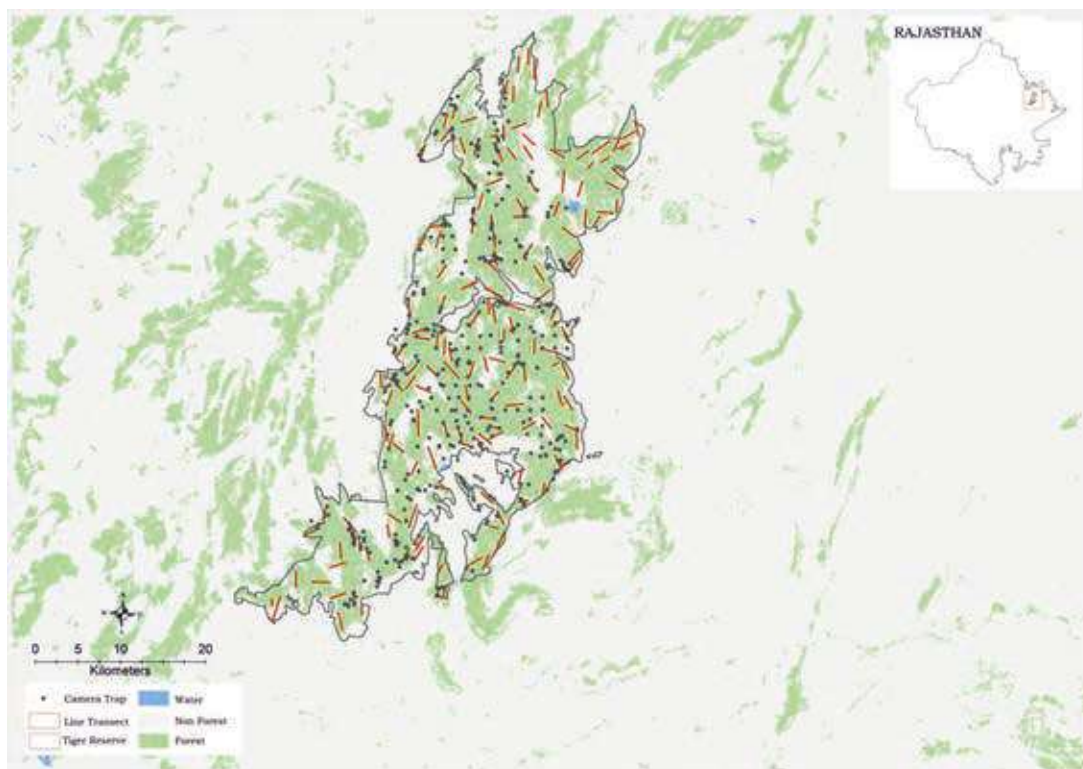 RAJASTHAN
N
0 5 10 20
Kilometers
Camera Trap Water
Line Transect Non Forest
Tiger Reserve Forest